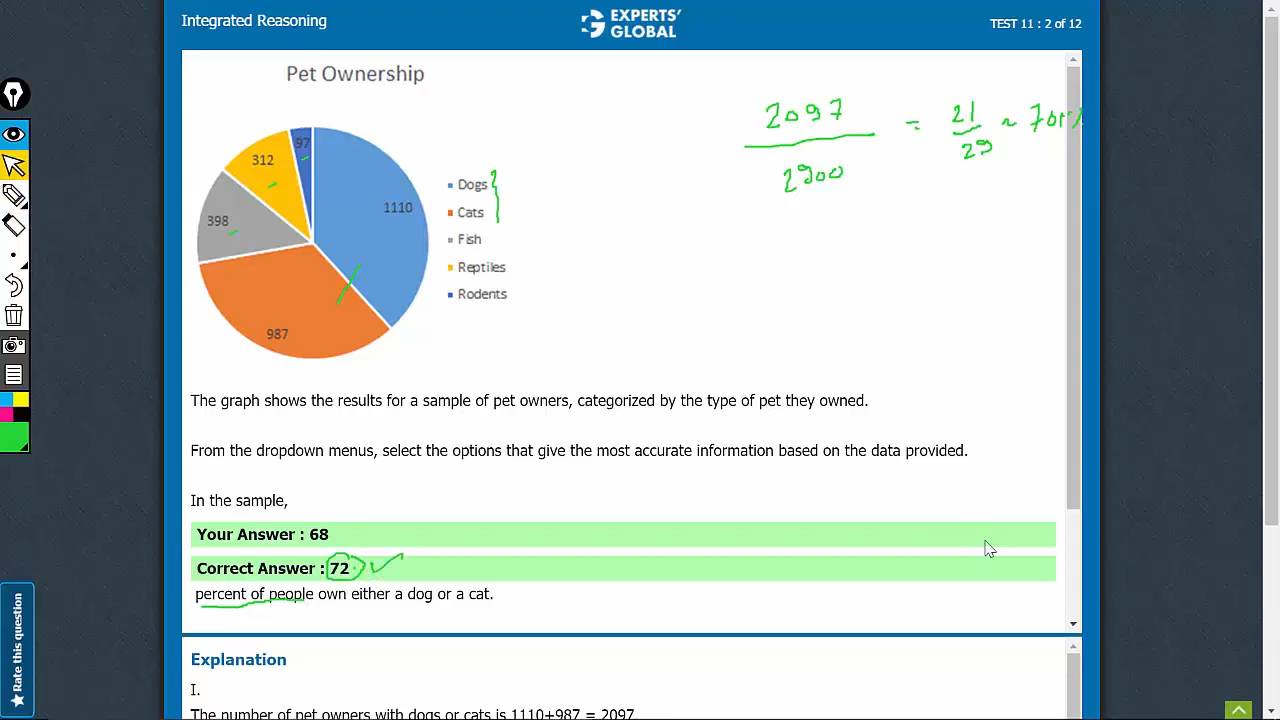 Integrated Reasoning
EXPERTS'
GLOBAL
TEST 11 : 2 of 12
Pet Ownership
97
312
398
1110
987
Dogs
Cats
Fish
Reptiles
Rodents
2097
2900
=
21
29
~
The graph shows the results for a sample of pet owners, categorized by the type of pet they owned.
From the dropdown menus, select the options that give the most accurate information based on the data provided.
In the sample,
Your Answer : 68
Correct Answer : 72
percent of people own either a dog or a cat.
Rate this question
Explanation
I.
The number of pet owners with dogs or cats is 1110+987 = 2097.